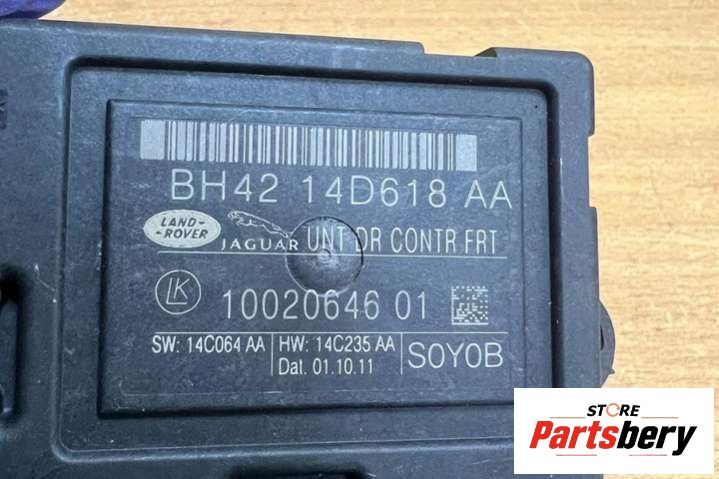 BH42 14D618 AA
LAND-
-ROVER
JAGUAR UNT DR CONTR FRT
LK 10020646 01
SW: 14C064 AA HW: 14C235 AA
Dat. 01.10.11
SOYOB
STORE
Partsbery